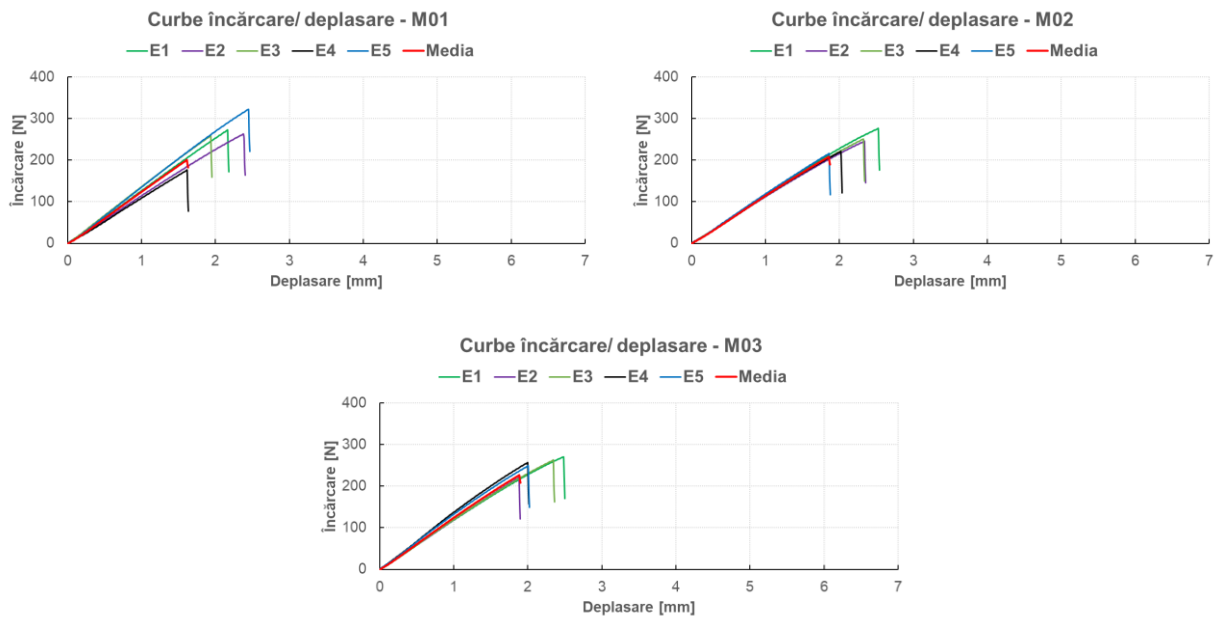 Curbe încărcare/ deplasare - M01
E1 E2 E3 E4 E5 Media
Încărcare [N]
400
300
200
100
0
0 1 2 3 4 5 6 7
Deplasare [mm]
Curbe încărcare/ deplasare - M02
E1 E2 E3 E4 E5 Media
Încărcare [N]
400
300
200
100
0
0 1 2 3 4 5 6 7
Deplasare [mm]
Curbe încărcare/ deplasare - M03
E1 E2 E3 E4 E5 Media
Încărcare [N]
400
300
200
100
0
0 1 2 3 4 5 6 7
Deplasare [mm]